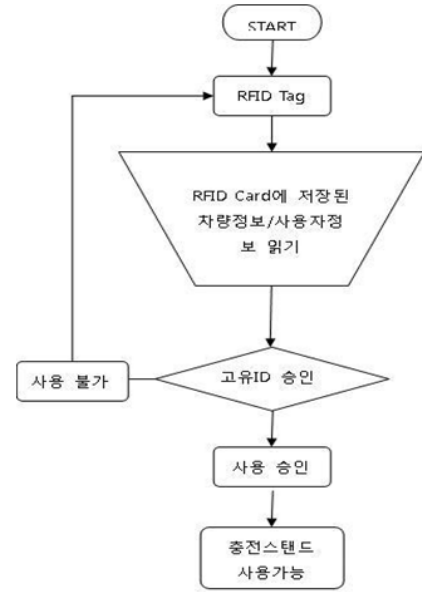 START
RFID Tag
RFID Card에 저장된
차량정보/사용자정
보 읽기
고유ID 승인
사용 불가
사용 승인
충전스탠드
사용가능